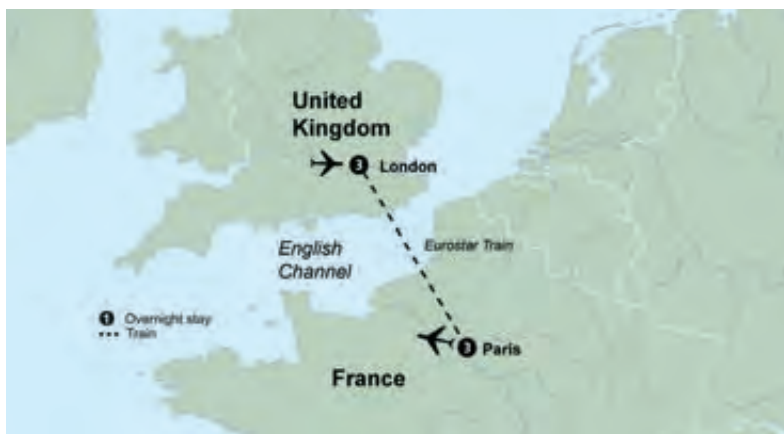 United
Kingdom
3 London
English
Channel
Eurostar Train
1 Overnight stay
Train
3 Paris
France